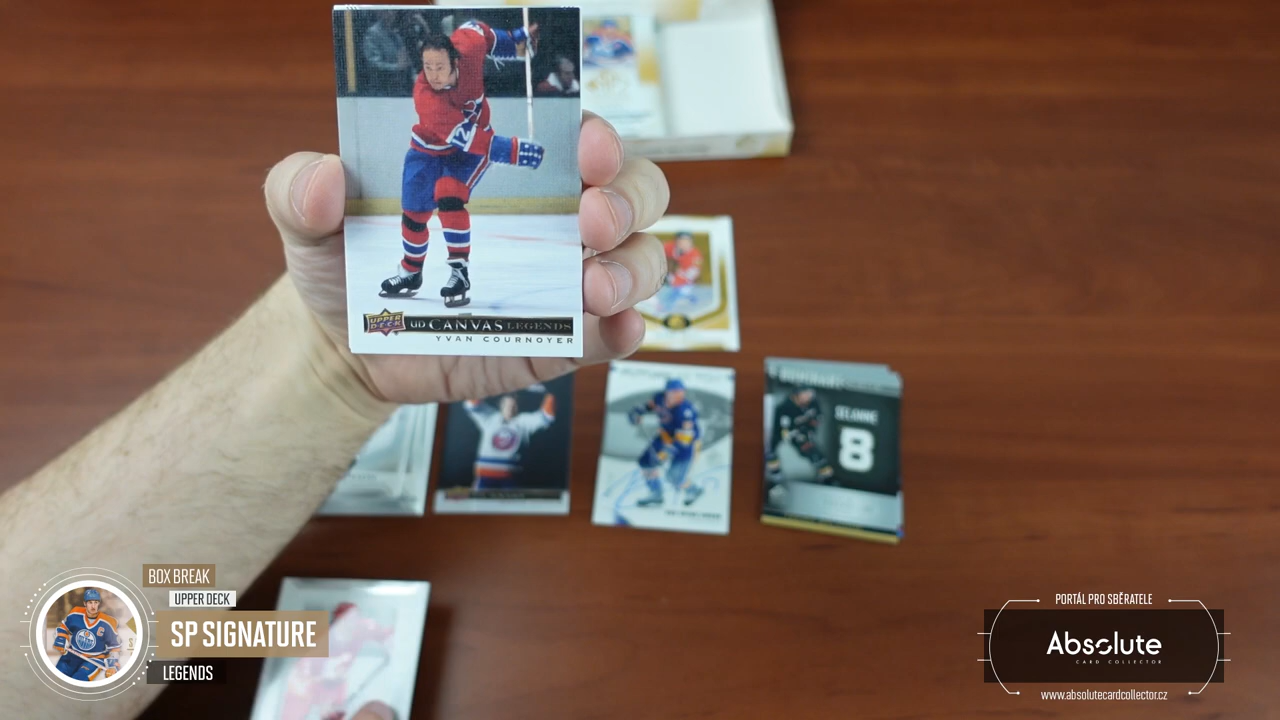 12
UPPER
DECK
UD CANVAS LEGENDS
YVAN COURNOYER
SELANNE
8
BOX BREAK
UPPER DECK
SP SIGNATURE
LEGENDS
PORTÁL PRO SBĚRATELE
Absolute
CARD COLLECTOR
www.absolutecardcollector.cz